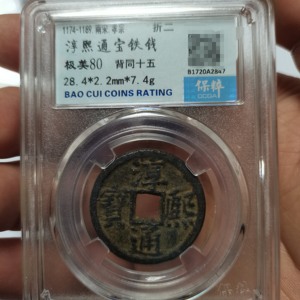 1174-1189 南宋·孝宗 折二
淳熙通宝铁钱
极美80 背同十五
28.4*2.2mm*7.4g
BAO CUI COINS RATING
B1720A2847
保粹
淳
熙
通
寶